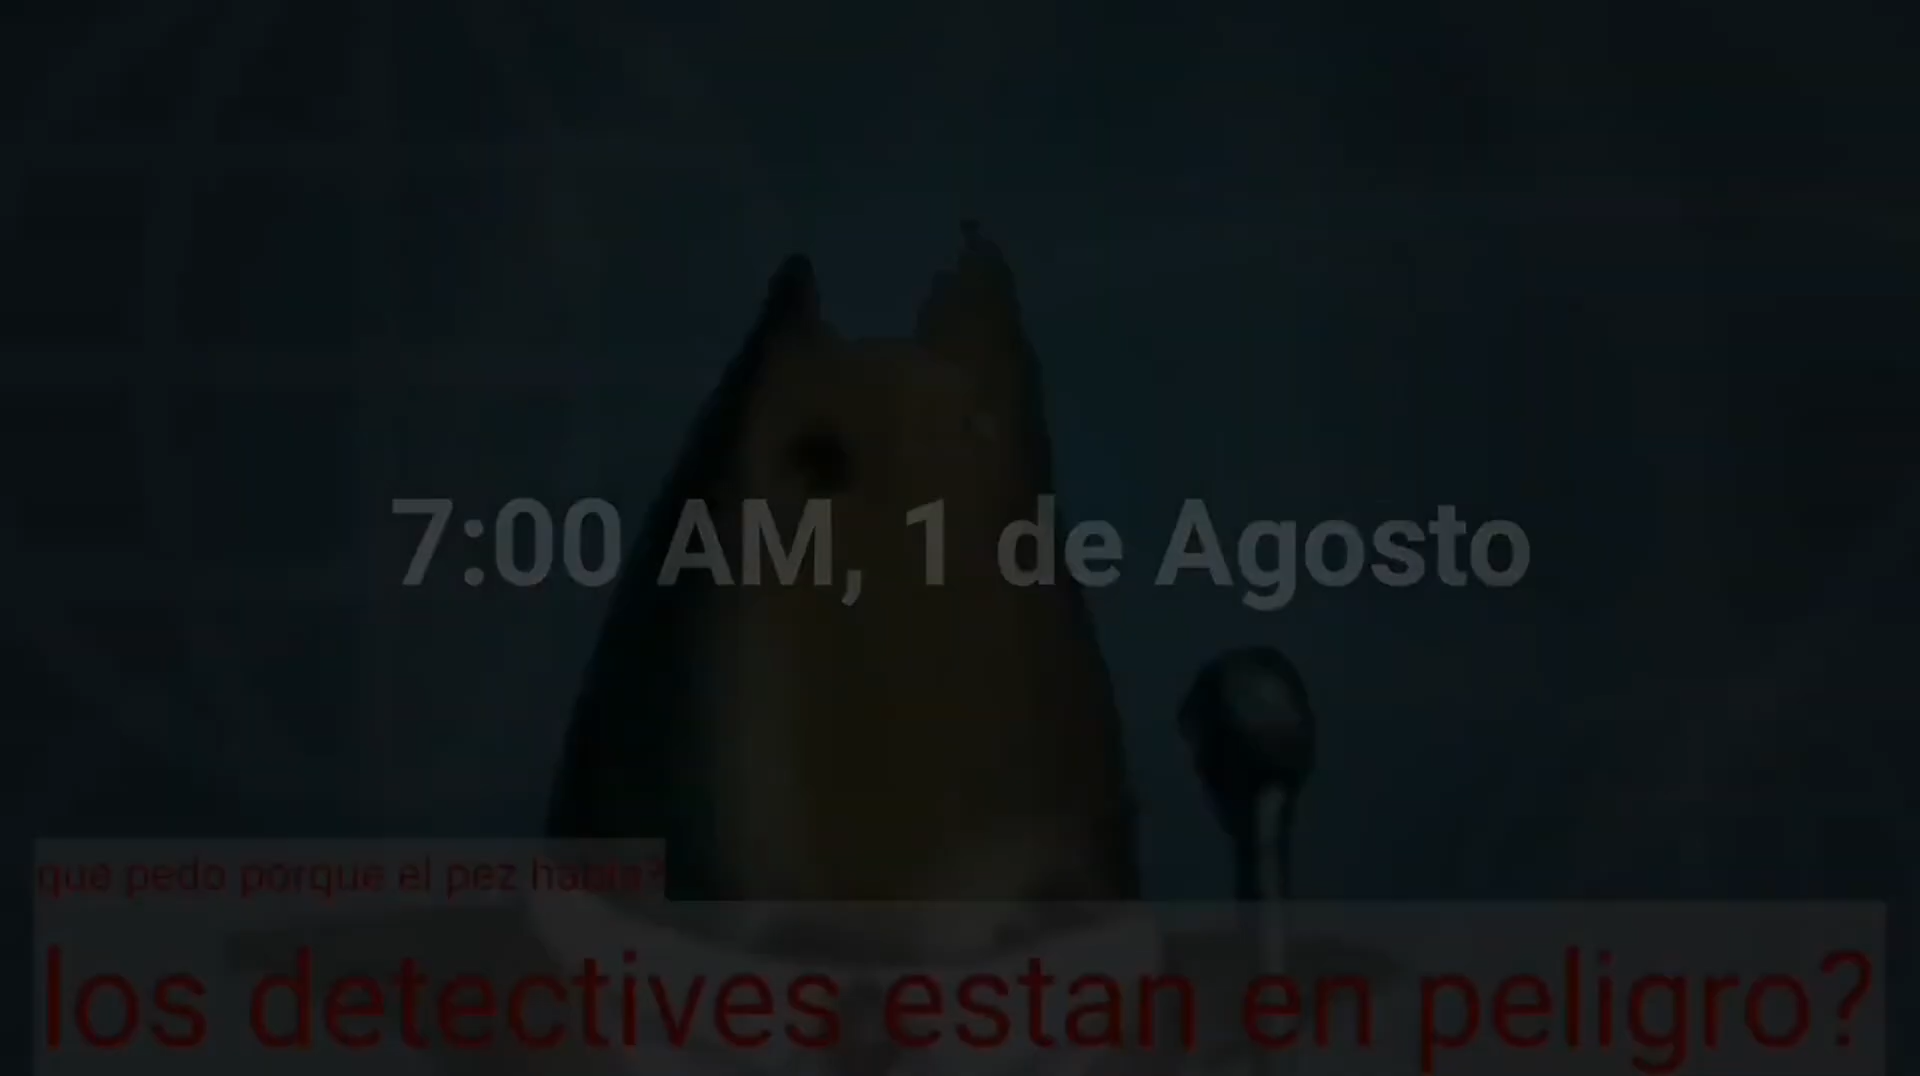 7:00 AM, 1 de Agosto
que pedo porque el pez habla?
los detectives estan en peligro?